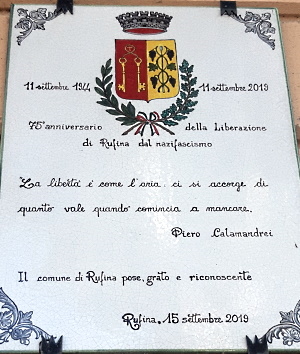 11 settembre 1944 11 settembre 2019
75° anniversario della Liberazione
di Rufina dal nazifascismo
"La libertà è come l'aria: ci si accorge di
quanto vale quando comincia a mancare.
Piero Calamandrei
Il comune di Rufina pose, grato e riconoscente
Rufina, 15 settembre 2019